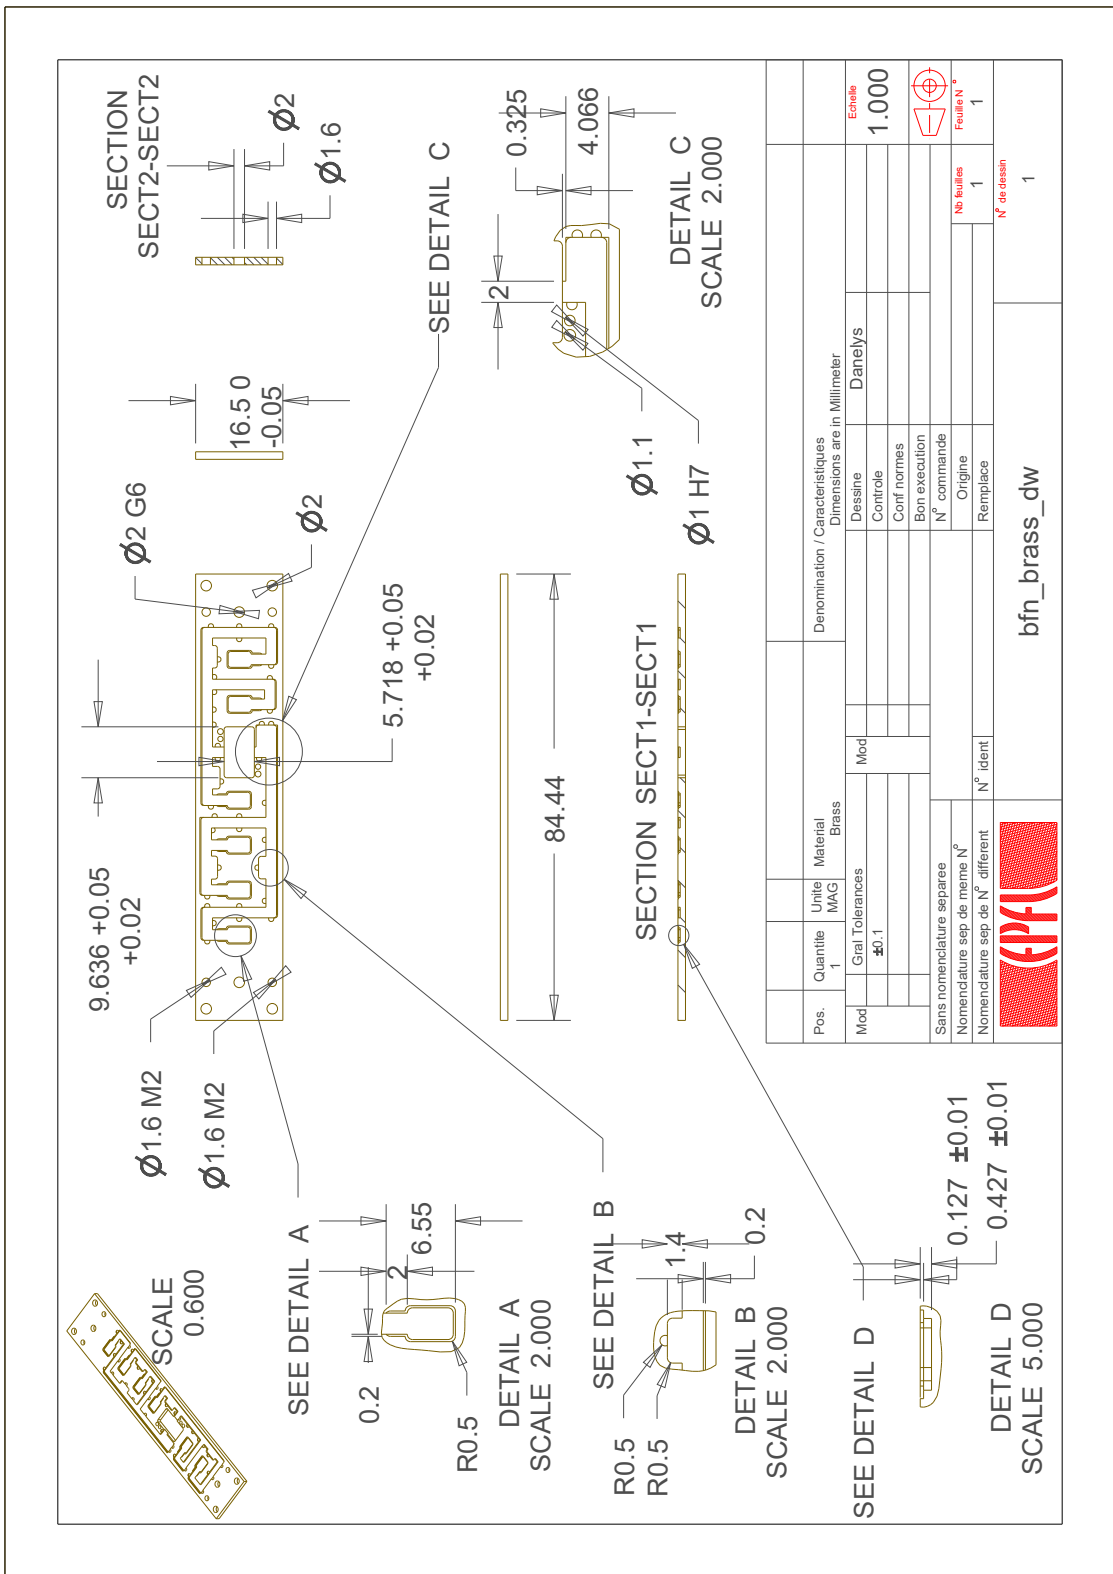 SCALE
0.600
Ø1.6 M2
Ø1.6 M2
9.636 +0.05
+0.02
5.718 +0.05
+0.02
Ø2 G6
Ø2
16.5 0
-0.05
SECTION
SECT2-SECT2
Ø2
Ø1.6
SEE DETAIL A
SEE DETAIL B
SEE DETAIL C
SEE DETAIL D
84.44
SECTION SECT1-SECT1
0.2
2
6.55
R0.5
DETAIL A
SCALE 2.000
R0.5
R0.5
1.4
0.2
DETAIL B
SCALE 2.000
0.325
4.066
2
Ø1.1
Ø1 H7
DETAIL C
SCALE 2.000
0.127 ±0.01
0.427 ±0.01
DETAIL D
SCALE 5.000
Pos.
Quantite
1
Unite
MAG
Material
Brass
Denomination / Caracteristiques
Dimensions are in Millimeter
Mod
Gral Tolerances
±0.1
Mod
Dessine
Danelys
Controle
Conf normes
Bon execution
Echelle
1.000
Sans nomenclature separee
N° commande
Nomenclature sep de meme N°
Origine
Nomenclature sep de N° different
N° ident
Remplace
Nb feuilles
1
Feuille N °
1
EPFL
bfn_brass_dw
N° de dessin
1